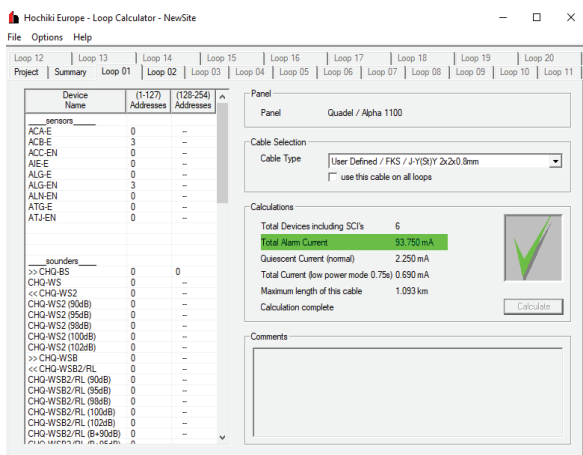 Hochiki Europe - Loop Calculator - NewSite
File Options Help
Loop 12 Loop 13 Loop 14 Loop 15 Loop 16 Loop 17 Loop 18 Loop 19 Loop 20
Project Summary Loop 01 Loop 02 Loop 03 Loop 04 Loop 05 Loop 06 Loop 07 Loop 08 Loop 09 Loop 10 Loop 11
Device Name (1-127) Addresses (128-254) Addresses
____sensors____
ACA-E 0 --
ACB-E 3 --
ACC-EN 0 --
AIE-E 0 --
ALG-E 0 --
ALG-EN 3 --
ALN-EN 0 --
ATG-E 0 --
ATJ-EN 0 --
____sounders____
>> CHQ-BS 0 0
CHQ-WS 0 --
<< CHQ-WS2 0 --
CHQ-WS2 (90dB) 0 --
CHQ-WS2 (95dB) 0 --
CHQ-WS2 (98dB) 0 --
CHQ-WS2 (100dB) 0 --
CHQ-WS2 (102dB) 0 --
>> CHQ-WSB 0 --
<< CHQ-WSB2/RL 0 --
CHQ-WSB2/RL (90dB) 0 --
CHQ-WSB2/RL (95dB) 0 --
CHQ-WSB2/RL (98dB) 0 --
CHQ-WSB2/RL (100dB) 0 --
CHQ-WSB2/RL (102dB) 0 --
CHQ-WSB2/RL (B+90dB) 0 --
Panel
Panel Quadel / Alpha 1100
Cable Selection
Cable Type User Defined / FKS / J-Y(St)Y 2x2x0.8mm
use this cable on all loops
Calculations
Total Devices including SCI's 6
Total Alarm Current 93.750 mA
Quiescent Current (normal) 2.250 mA
Total Current (low power mode 0.75s) 0.690 mA
Maximum length of this cable 1.093 km
Calculation complete
Calculate
Comments